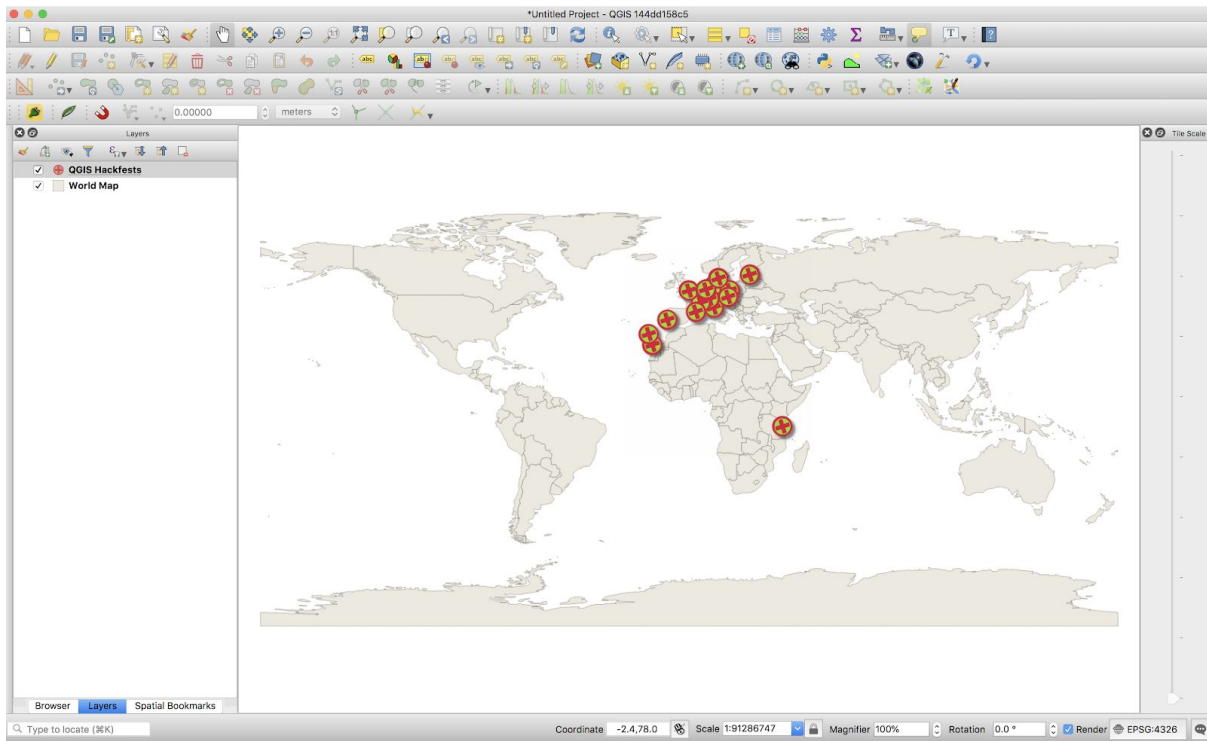 *Untitled Project - QGIS 144dd158c5
0.00000 meters
Layers
Tile Scale
QGIS Hackfests
World Map
Browser Layers Spatial Bookmarks
Type to locate (⌘K) Coordinate -2.4,78.0 Scale 1:91286747 Magnifier 100% Rotation 0.0 ° Render EPSG:4326